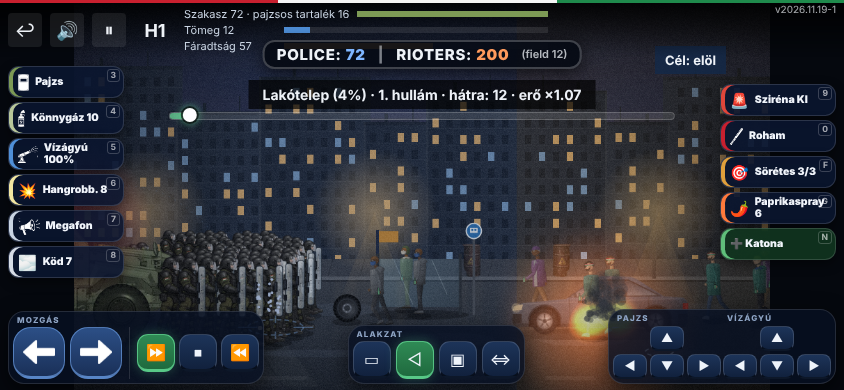 v2026.11.19-1
H1
Szakasz 72 · pajzsos tartalék 16
Tömeg 12
Fáradtság 57
POLICE: 72 | RIOTERS: 200 (field 12)
Cél: elöl
Lakótelep (4%) · 1. hullám · hátra: 12 · erő ×1.07
Pajzs 3
Könnygáz 10 4
Vízágyú 5
100%
Hangrobb. 8 6
Megafon 7
Köd 7 8
Sziréna KI 9
Roham 0
Sörétes 3/3 F
Paprikaspray G
6
Katona N
MOZGÁS
ALAKZAT
PAJZS
VÍZÁGYÚ